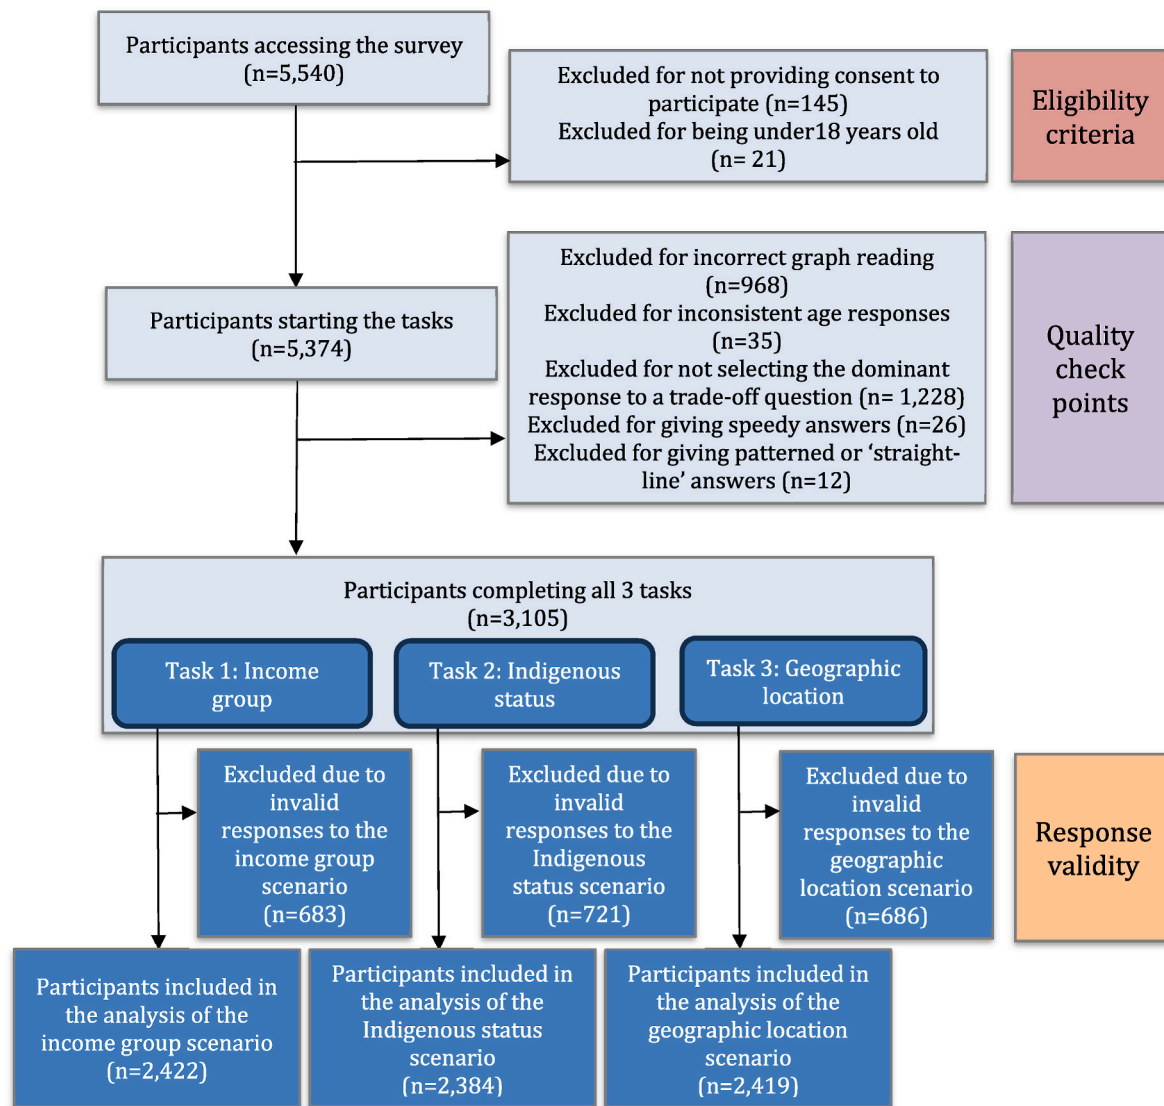 Participants accessing the survey
(n=5,540)
Excluded for not providing consent to
participate (n=145)
Excluded for being under18 years old
(n= 21)
Eligibility
criteria
Participants starting the tasks
(n=5,374)
Excluded for incorrect graph reading
(n=968)
Excluded for inconsistent age responses
(n=35)
Excluded for not selecting the dominant
response to a trade-off question (n= 1,228)
Excluded for giving speedy answers (n=26)
Excluded for giving patterned or ‘straight-
line’ answers (n=12)
Quality
check
points
Participants completing all 3 tasks
(n=3,105)
Task 1: Income
group
Task 2: Indigenous
status
Task 3: Geographic
location
Excluded due to
invalid
responses to the
income group
scenario
(n=683)
Excluded due to
invalid
responses to the
Indigenous
status scenario
(n=721)
Excluded due to
invalid
responses to the
geographic
location scenario
(n=686)
Response
validity
Participants included in
the analysis of the
income group scenario
(n=2,422)
Participants included in
the analysis of the
Indigenous status
scenario
(n=2,384)
Participants included in
the analysis of the
geographic location
scenario
(n=2,419)